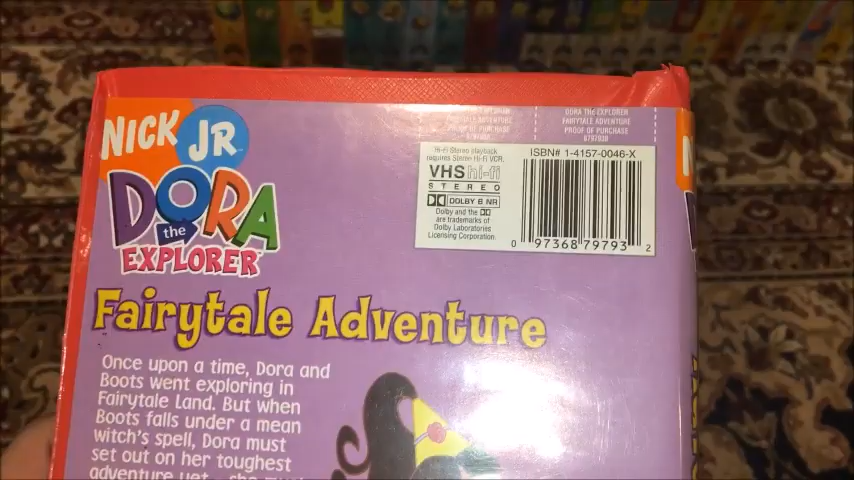 DORA THE EXPLORER
FAIRYTALE ADVENTURE
PROOF OF PURCHASE
PROOF OF PURCHASE
NICK JR
DORA
the
EXPLORER
Hi-Fi Stereo playback
requires Stereo Hi-Fi VCR.
VHS hi-fi
STEREO
DOLBY B NR
Dolby and the
are trademarks of
Dolby Laboratories
Licensing Corporation.
ISBN# 1-4157-0046-X
0 97368 79793 2
Fairytale Adventure
Once upon a time, Dora and
Boots went exploring in
Fairytale Land. But when
Boots falls under a mean
witch's spell, Dora must
set out on her toughest
adventure yet